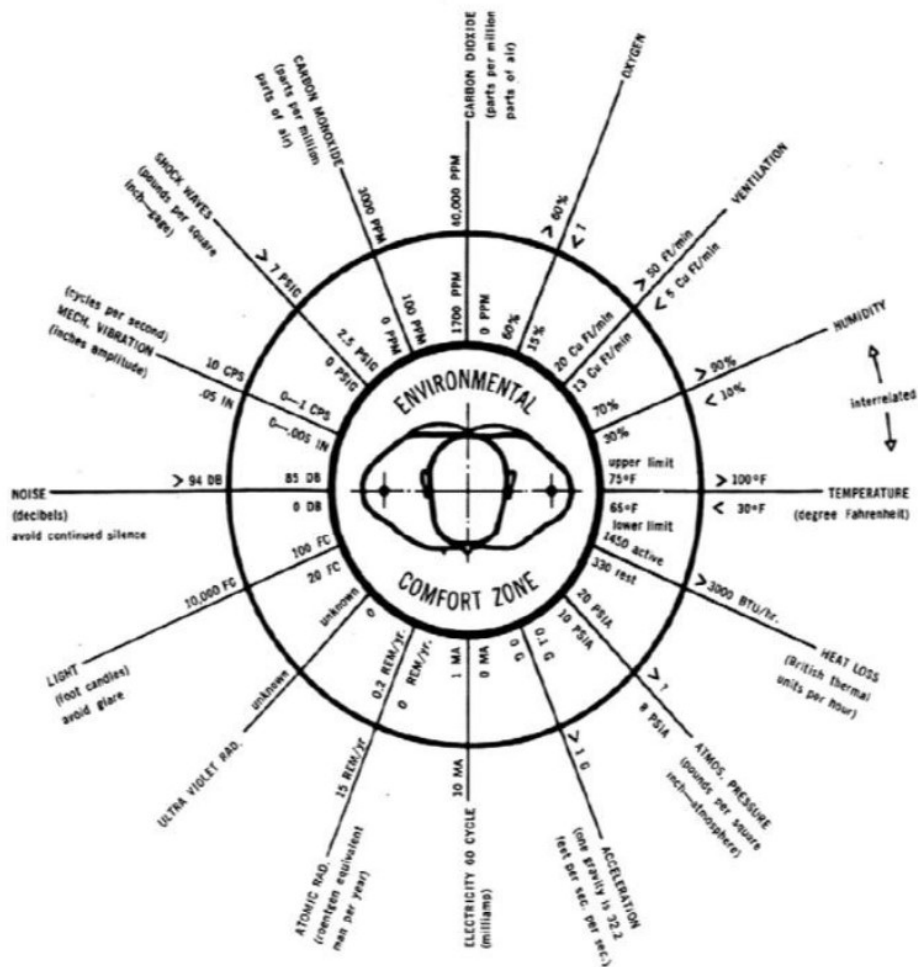 CARBON DIOXIDE
(parts per million
parts of air)
40,000 PPM
1700 PPM
0 PPM
OXYGEN
> 60%
< ?
60%
15%
VENTILATION
> 50 Ft/min
< 5 Cu Ft/min
20 Cu Ft/min
13 Cu Ft/min
HUMIDITY
> 90%
< 10%
70%
30%
interrelated
TEMPERATURE
(degree Fahrenheit)
> 100°F
< 30°F
upper limit
75°F
65°F
lower limit
HEAT LOSS
(British thermal
units per hour)
> 3000 BTU/hr.
1450 active
330 rest
ATMOS. PRESSURE
(pounds per square
inch—atmosphere)
> ?
8 PSIA
20 PSIA
10 PSIA
ACCELERATION
(one gravity is 32.2
feet per sec. per sec.)
> 1 G
0.1 G
0 G
ELECTRICITY 60 CYCLE
(milliamp)
10 MA
1 MA
0 MA
ATOMIC RAD.
(roentgen equivalent
man per year)
15 REM/yr.
0.2 REM/yr.
0 REM/yr.
ULTRA VIOLET RAD.
unknown
unknown
0
LIGHT
(foot candles)
avoid glare
10,000 FC
100 FC
20 FC
NOISE
(decibels)
avoid continued silence
> 94 DB
85 DB
0 DB
(cycles per second)
MECH. VIBRATION
(inches amplitude)
10 CPS
.05 IN
0—1 CPS
0—.005 IN
SHOCK WAVES
(pounds per square
inch—gage)
> 7 PSIG
2.5 PSIG
0 PSIG
CARBON MONOXIDE
(parts per million
parts of air)
3000 PPM
100 PPM
0 PPM
ENVIRONMENTAL
COMFORT ZONE